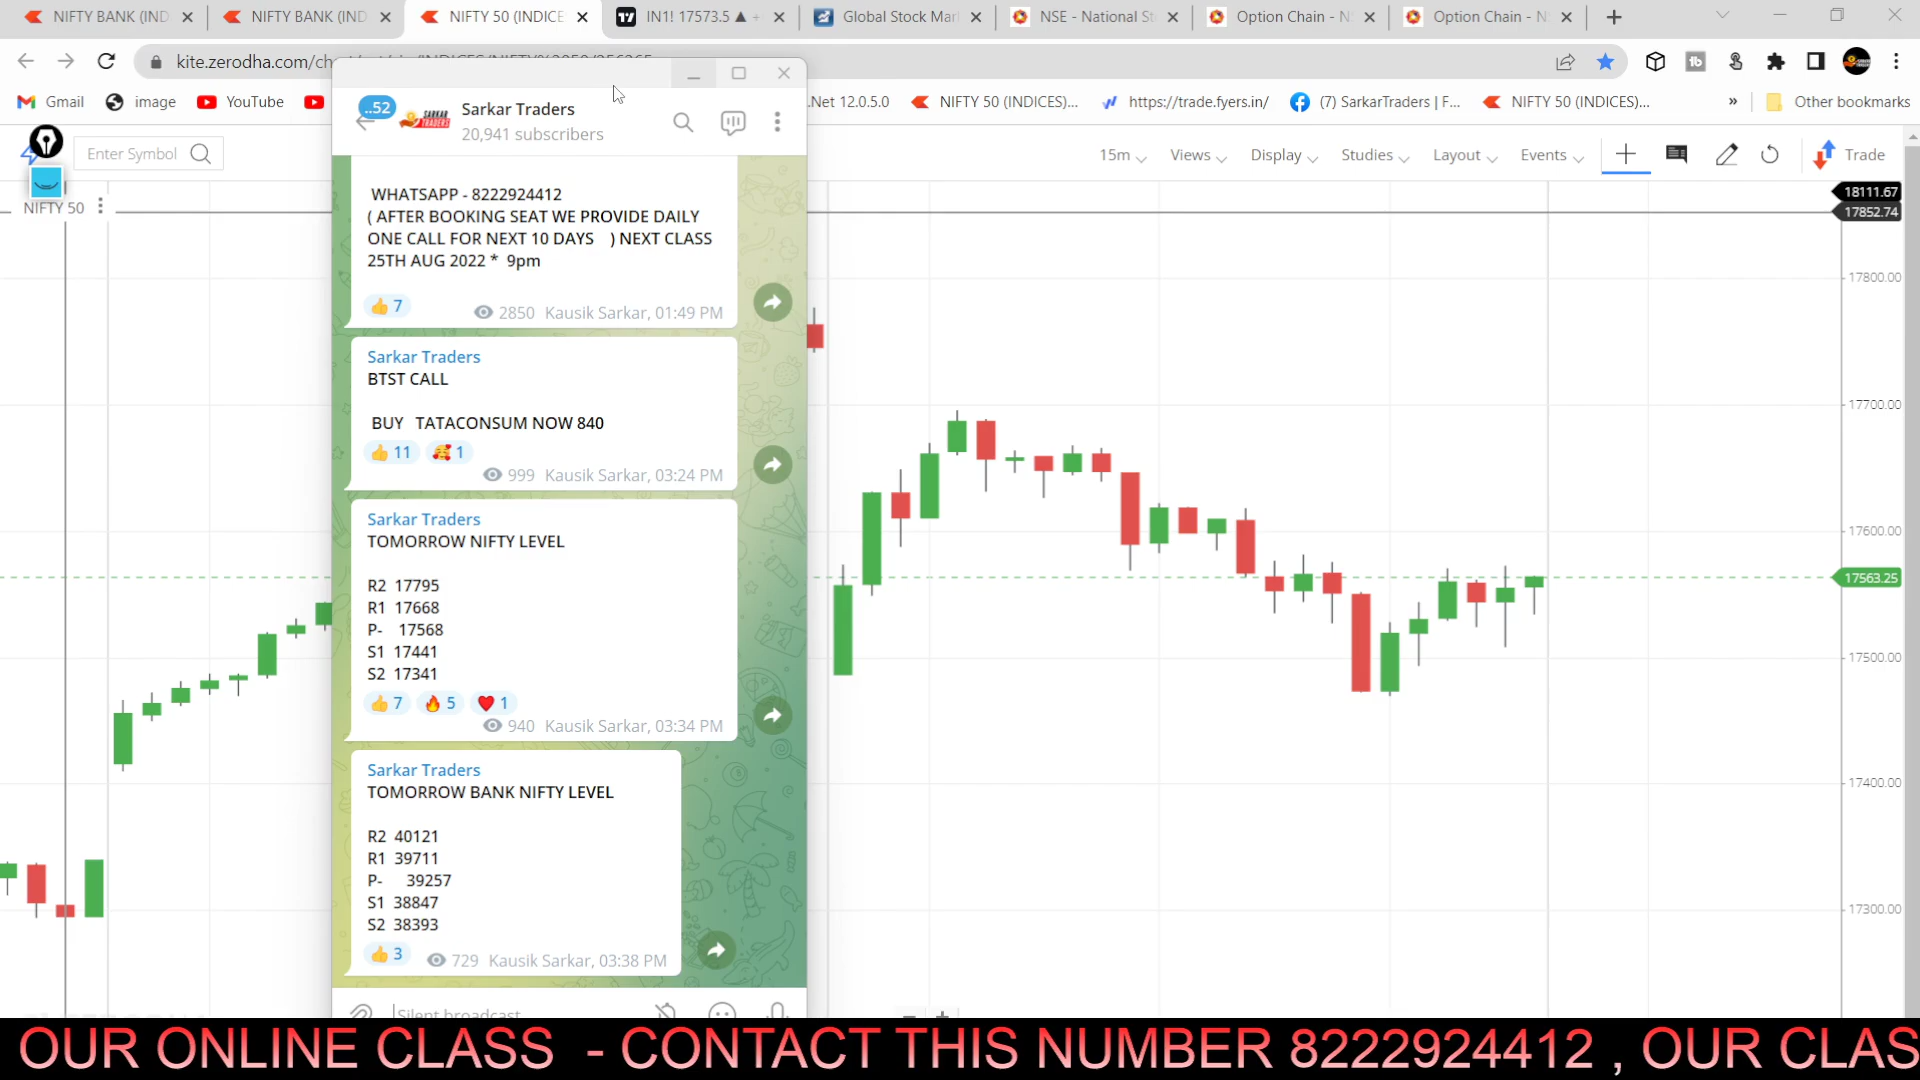 NIFTY BANK (IND
NIFTY BANK (IND
NIFTY 50 (INDICE
IN1! 17573.5 ▲ +
Global Stock Mar
NSE - National St
Option Chain - N
Option Chain - N
kite.zerodha.com/ch
Gmail
image
YouTube
.Net 12.0.5.0
NIFTY 50 (INDICES)...
https://trade.fyers.in/
(7) SarkarTraders | F...
NIFTY 50 (INDICES)...
»
Other bookmarks
Enter Symbol
15m
Views
Display
Studies
Layout
Events
Trade
NIFTY 50
..52
Sarkar Traders
20,941 subscribers
WHATSAPP - 8222924412
( AFTER BOOKING SEAT WE PROVIDE DAILY
ONE CALL FOR NEXT 10 DAYS ) NEXT CLASS
25TH AUG 2022 * 9pm
👍 7
2850 Kausik Sarkar, 01:49 PM
Sarkar Traders
BTST CALL
BUY TATACONSUM NOW 840
👍 11 🥰 1
999 Kausik Sarkar, 03:24 PM
Sarkar Traders
TOMORROW NIFTY LEVEL
R2 17795
R1 17668
P- 17568
S1 17441
S2 17341
👍 7 🔥 5 ❤️ 1
940 Kausik Sarkar, 03:34 PM
Sarkar Traders
TOMORROW BANK NIFTY LEVEL
R2 40121
R1 39711
P- 39257
S1 38847
S2 38393
👍 3
729 Kausik Sarkar, 03:38 PM
Silent broadcast
18111.67
17852.74
17800.00
17700.00
17600.00
17563.25
17500.00
17400.00
17300.00
OUR ONLINE CLASS - CONTACT THIS NUMBER 8222924412 , OUR CLAS